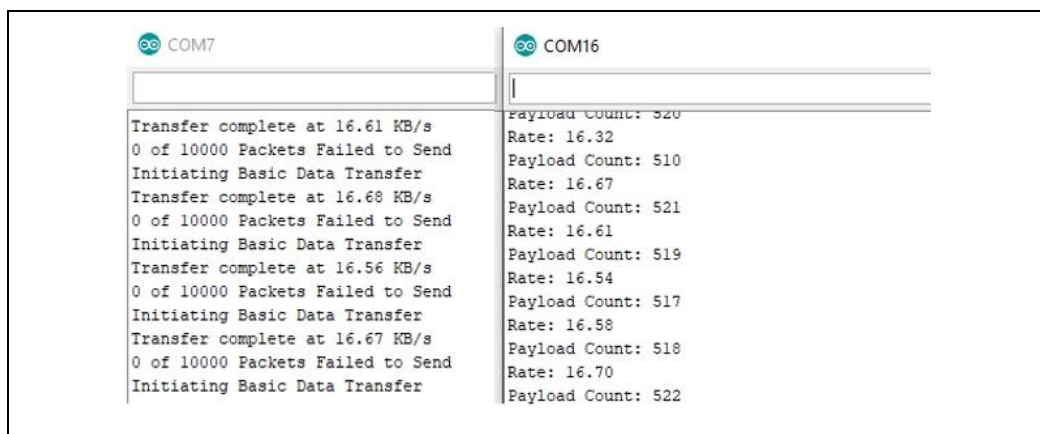 COM7
Transfer complete at 16.61 KB/s
0 of 10000 Packets Failed to Send
Initiating Basic Data Transfer
Transfer complete at 16.68 KB/s
0 of 10000 Packets Failed to Send
Initiating Basic Data Transfer
Transfer complete at 16.56 KB/s
0 of 10000 Packets Failed to Send
Initiating Basic Data Transfer
Transfer complete at 16.67 KB/s
0 of 10000 Packets Failed to Send
Initiating Basic Data Transfer
COM16
Payload Count: 520
Rate: 16.32
Payload Count: 510
Rate: 16.67
Payload Count: 521
Rate: 16.61
Payload Count: 519
Rate: 16.54
Payload Count: 517
Rate: 16.58
Payload Count: 518
Rate: 16.70
Payload Count: 522